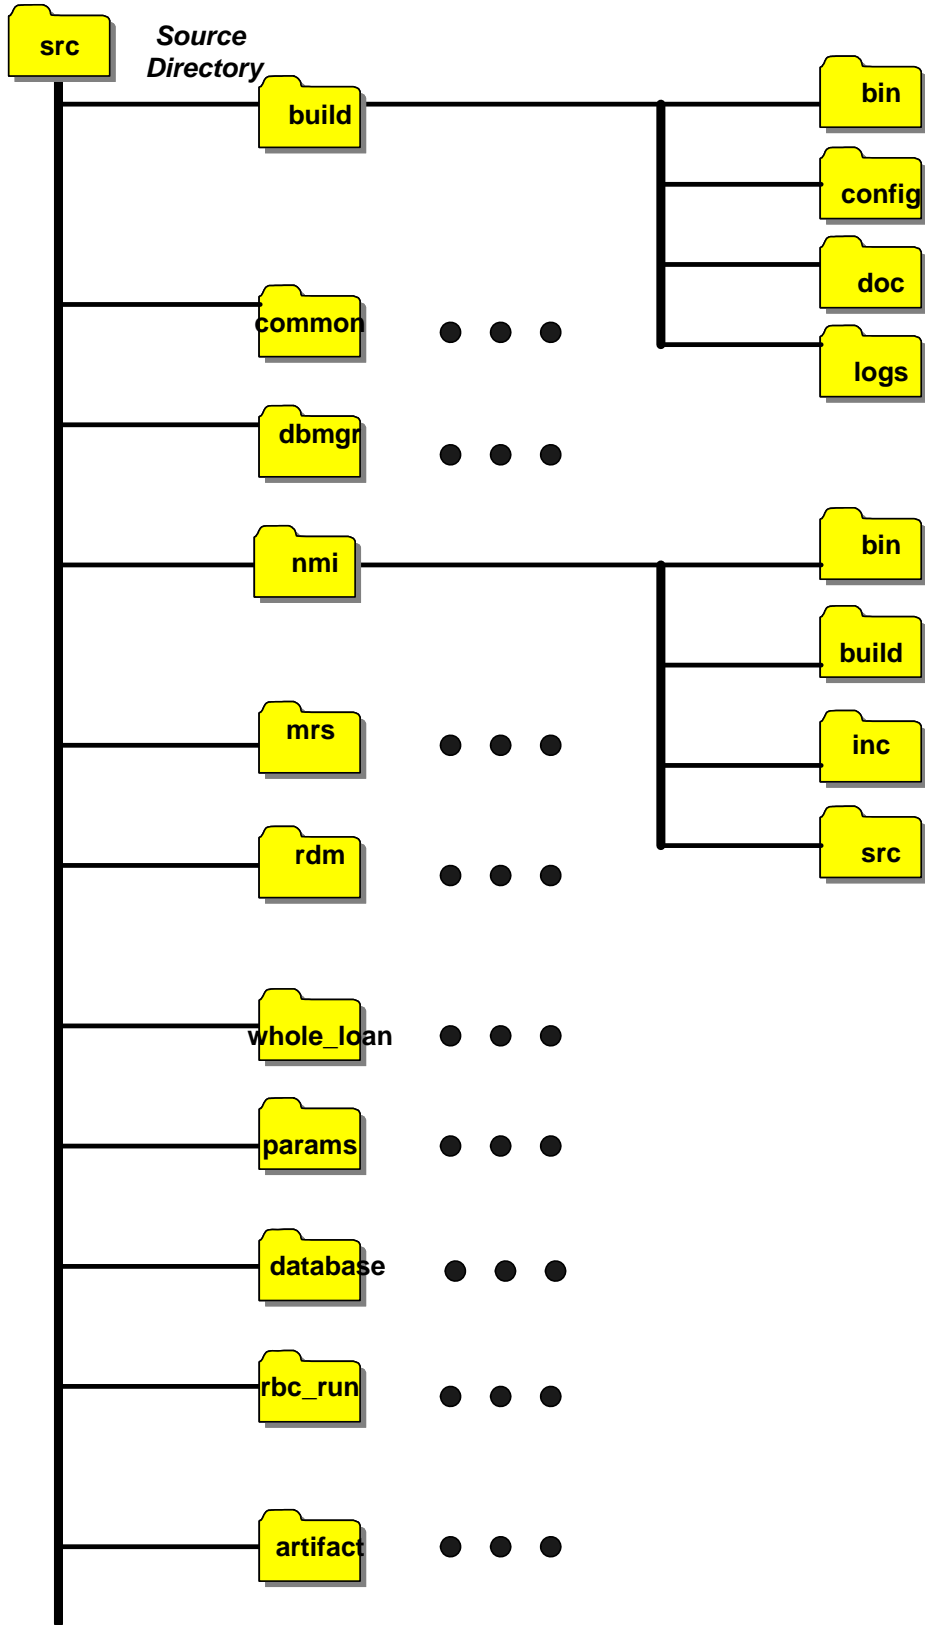 src
Source
Directory
build
bin
config
doc
logs
common
dbmgr
nmi
bin
build
inc
src
mrs
rdm
whole_loan
params
database
rbc_run
artifact